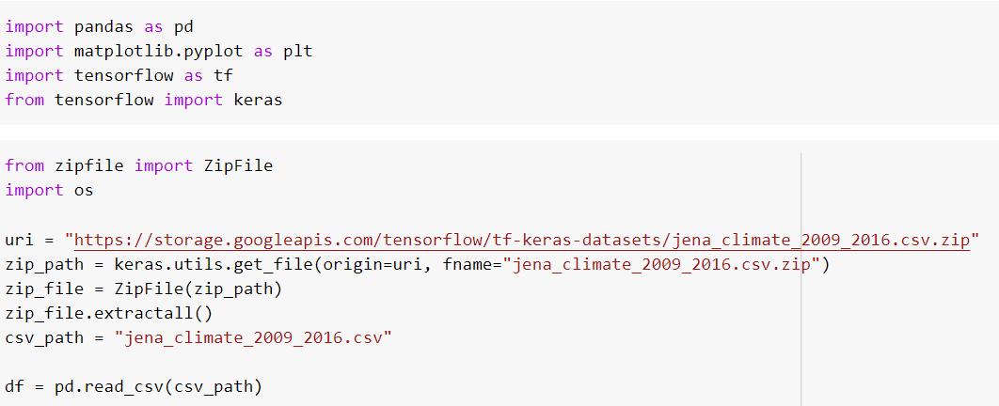 import pandas as pd
import matplotlib.pyplot as plt
import tensorflow as tf
from tensorflow import keras
from zipfile import ZipFile
import os
uri = "https://storage.googleapis.com/tensorflow/tf-keras-datasets/jena_climate_2009_2016.csv.zip"
zip_path = keras.utils.get_file(origin=uri, fname="jena_climate_2009_2016.csv.zip")
zip_file = ZipFile(zip_path)
zip_file.extractall()
csv_path = "jena_climate_2009_2016.csv"
df = pd.read_csv(csv_path)